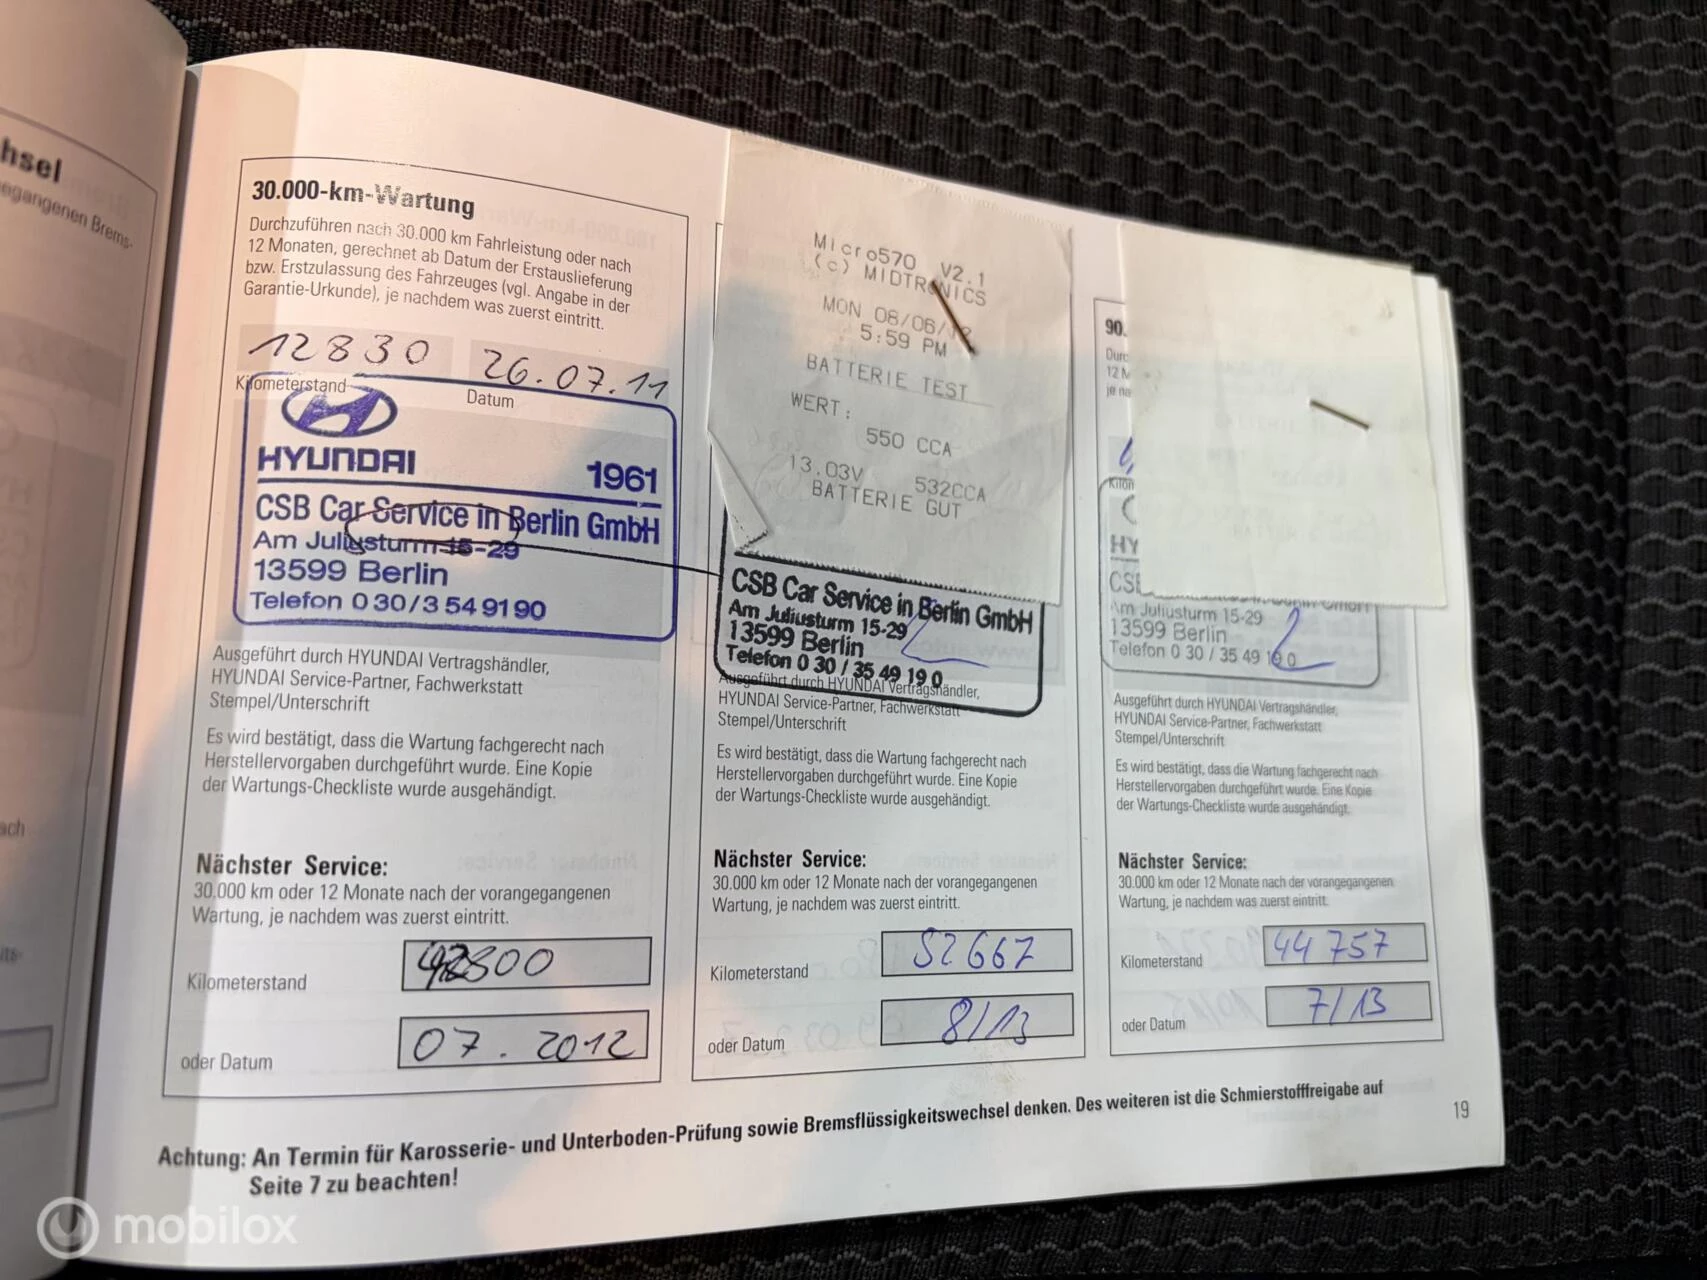 hsel
egangenen Brems-
ach
its-
30.000-km-Wartung
Durchzuführen nach 30.000 km Fahrleistung oder nach
12 Monaten, gerechnet ab Datum der Erstauslieferung
bzw. Erstzulassung des Fahrzeuges (vgl. Angabe in der
Garantie-Urkunde), je nachdem was zuerst eintritt.
12830 26.07.11
Kilometerstand Datum
HYUNDAI 1961
CSB Car Service in Berlin GmbH
Am Juliusturm 15-29
13599 Berlin
Telefon 0 30/3 54 91 90
Ausgeführt durch HYUNDAI Vertragshändler,
HYUNDAI Service-Partner, Fachwerkstatt
Stempel/Unterschrift
Es wird bestätigt, dass die Wartung fachgerecht nach
Herstellervorgaben durchgeführt wurde. Eine Kopie
der Wartungs-Checkliste wurde ausgehändigt.
Nächster Service:
30.000 km oder 12 Monate nach der vorangegangenen
Wartung, je nachdem was zuerst eintritt.
Kilometerstand
oder Datum 07.2012
Micro570 V2.1
(c) MIDTRONICS
MON 08/06/
5:59 PM
BATTERIE TEST
WERT:
550 CCA
13.03V 532CCA
BATTERIE GUT
CSB Car Service in Berlin GmbH
Am Juliusturm 15-29
13599 Berlin
Telefon 0 30 / 35 49 19 0
Ausgeführt durch HYUNDAI Vertragshändler,
HYUNDAI Service-Partner, Fachwerkstatt
Stempel/Unterschrift
Es wird bestätigt, dass die Wartung fachgerecht nach
Herstellervorgaben durchgeführt wurde. Eine Kopie
der Wartungs-Checkliste wurde ausgehändigt.
Nächster Service:
30.000 km oder 12 Monate nach der vorangegangenen
Wartung, je nachdem was zuerst eintritt.
Kilometerstand 52667
oder Datum 8/13
90.
Durc
12 M
je na
Kilon
HY
CSB
Am Juliusturm 15-29
13599 Berlin
Telefon 0 30 / 35 49 19 0
Ausgeführt durch HYUNDAI Vertragshändler,
HYUNDAI Service-Partner, Fachwerkstatt
Stempel/Unterschrift
Es wird bestätigt, dass die Wartung fachgerecht nach
Herstellervorgaben durchgeführt wurde. Eine Kopie
der Wartungs-Checkliste wurde ausgehändigt.
Nächster Service:
30.000 km oder 12 Monate nach der vorangegangenen
Wartung, je nachdem was zuerst eintritt.
Kilometerstand 44757
oder Datum 7/13
Achtung: An Termin für Karosserie- und Unterboden-Prüfung sowie Bremsflüssigkeitswechsel denken. Des weiteren ist die Schmierstofffreigabe auf
Seite 7 zu beachten!
19
mobilox